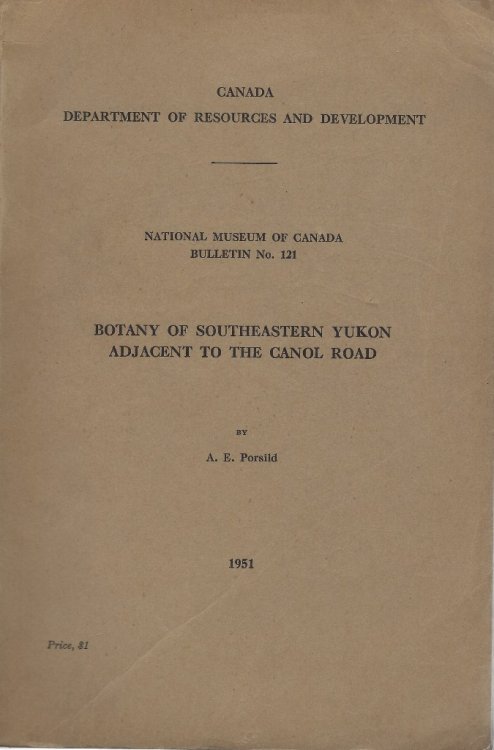 CANADA
DEPARTMENT OF RESOURCES AND DEVELOPMENT
NATIONAL MUSEUM OF CANADA
BULLETIN No. 121
BOTANY OF SOUTHEASTERN YUKON
ADJACENT TO THE CANOL ROAD
BY
A. E. Porsild
1951
Price, $1